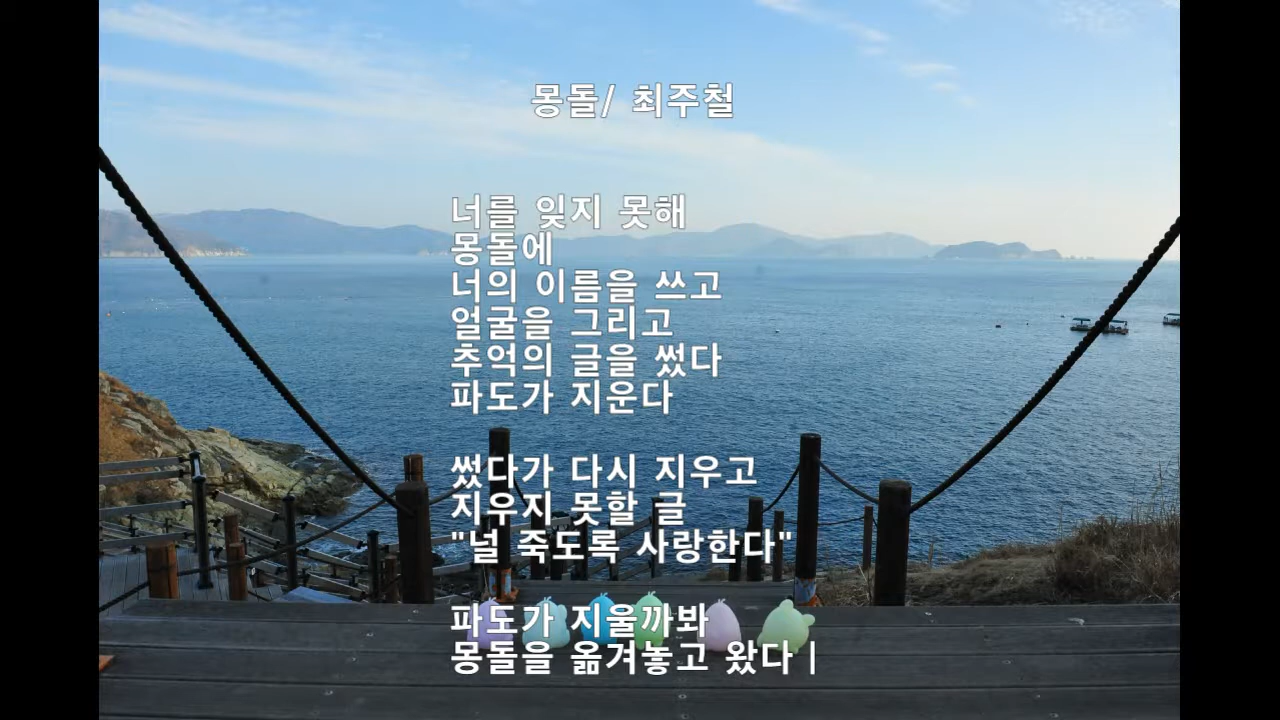 몽돌/ 최주철
너를 잊지 못해
몽돌에
너의 이름을 쓰고
얼굴을 그리고
추억의 글을 썼다
파도가 지운다
썼다가 다시 지우고
지우지 못할 글
"널 죽도록 사랑한다"
파도가 지울까봐
몽돌을 옮겨놓고 왔다 |